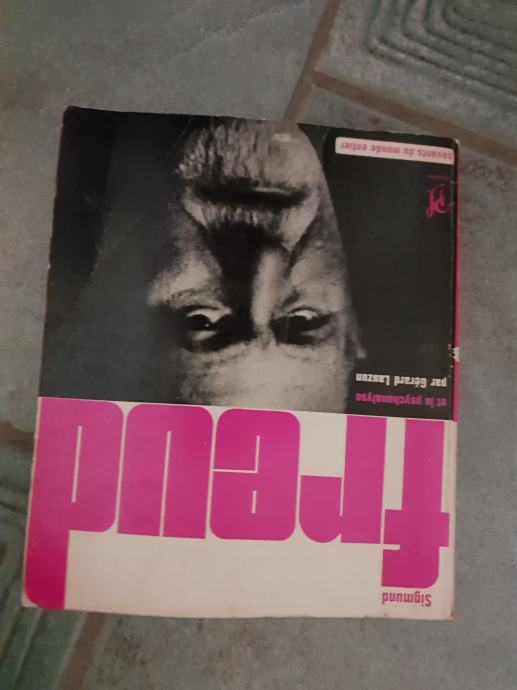 Sigmund
freud
et la psychanalyse
par Gérard Lauzun
savants du monde entier